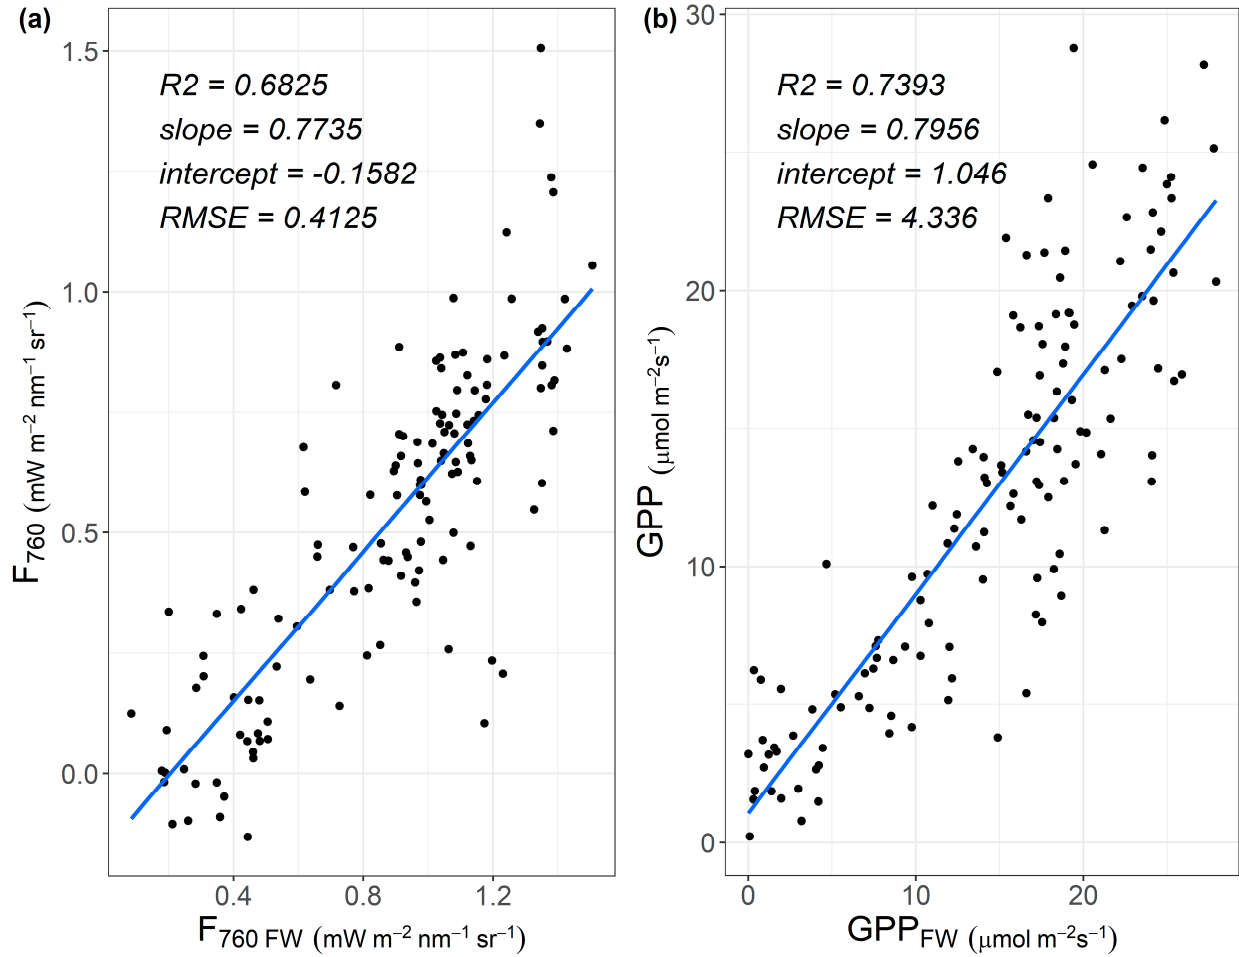 (a)
R2 = 0.6825
slope = 0.7735
intercept = -0.1582
RMSE = 0.4125
1.5
1.0
0.5
0.0
0.4
0.8
1.2
F760 (mW m−2 nm−1 sr−1)
F760 FW (mW m−2 nm−1 sr−1)
(b)
R2 = 0.7393
slope = 0.7956
intercept = 1.046
RMSE = 4.336
30
20
10
0
0
10
20
GPP (μmol m−2s−1)
GPPFW (μmol m−2s−1)